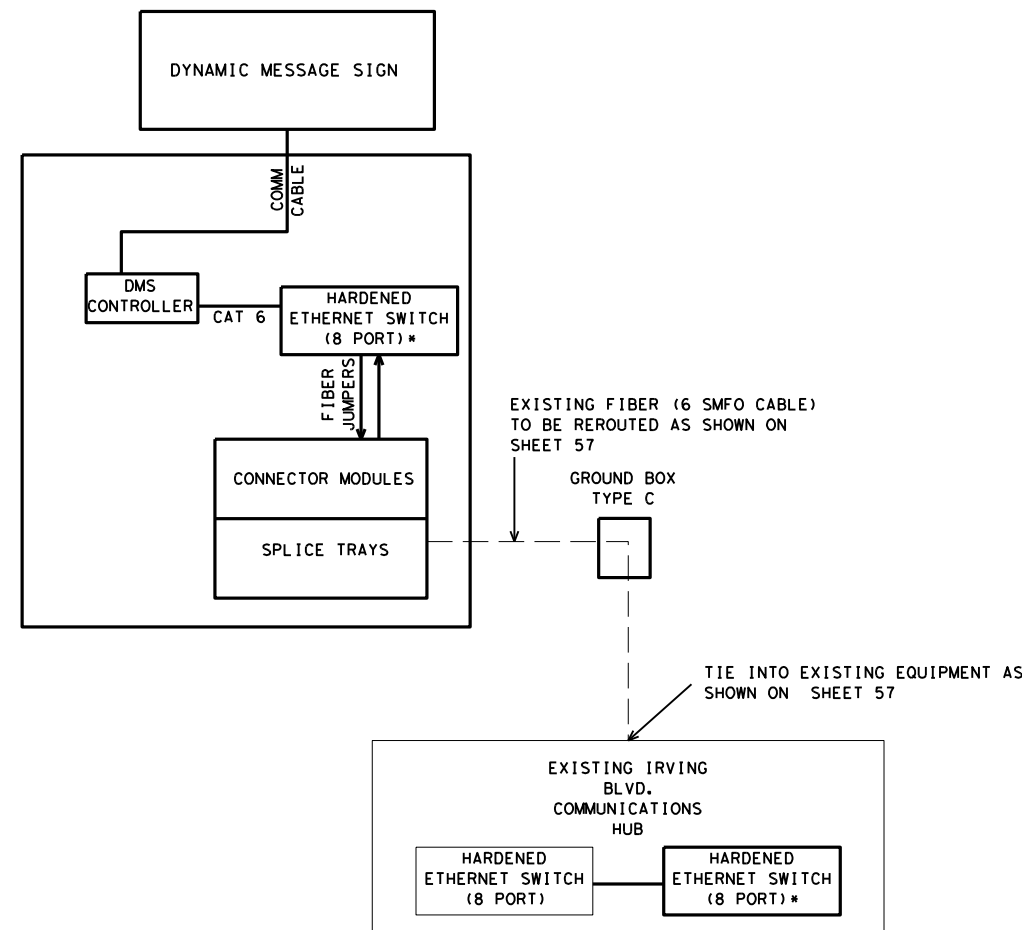 DYNAMIC MESSAGE SIGN
COMM
CABLE
DMS
CONTROLLER
CAT 6
HARDENED
ETHERNET SWITCH
(8 PORT)*
FIBER
JUMPERS
CONNECTOR MODULES
SPLICE TRAYS
EXISTING FIBER (6 SMFO CABLE)
TO BE REROUTED AS SHOWN ON
SHEET 57
GROUND BOX
TYPE C
TIE INTO EXISTING EQUIPMENT AS
SHOWN ON SHEET 57
EXISTING IRVING
BLVD.
COMMUNICATIONS
HUB
HARDENED
ETHERNET SWITCH
(8 PORT)
HARDENED
ETHERNET SWITCH
(8 PORT)*